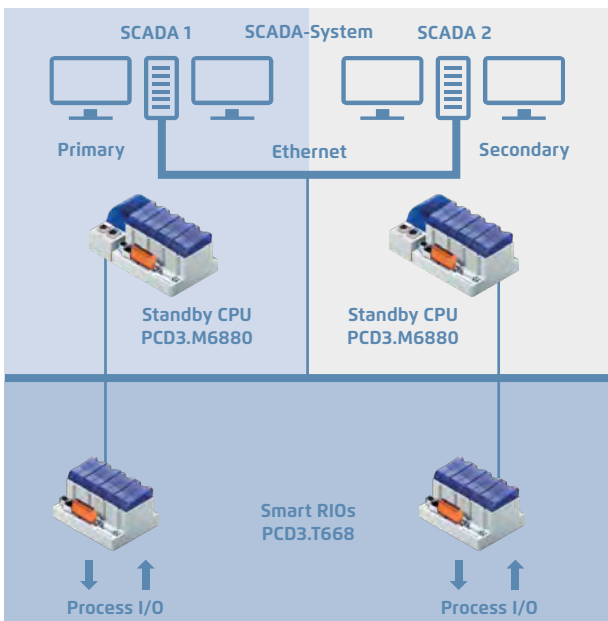 SCADA 1
SCADA-System
SCADA 2
Primary
Ethernet
Secondary
Standby CPU
PCD3.M6880
Standby CPU
PCD3.M6880
Smart RIOs
PCD3.T668
Process I/O
Process I/O